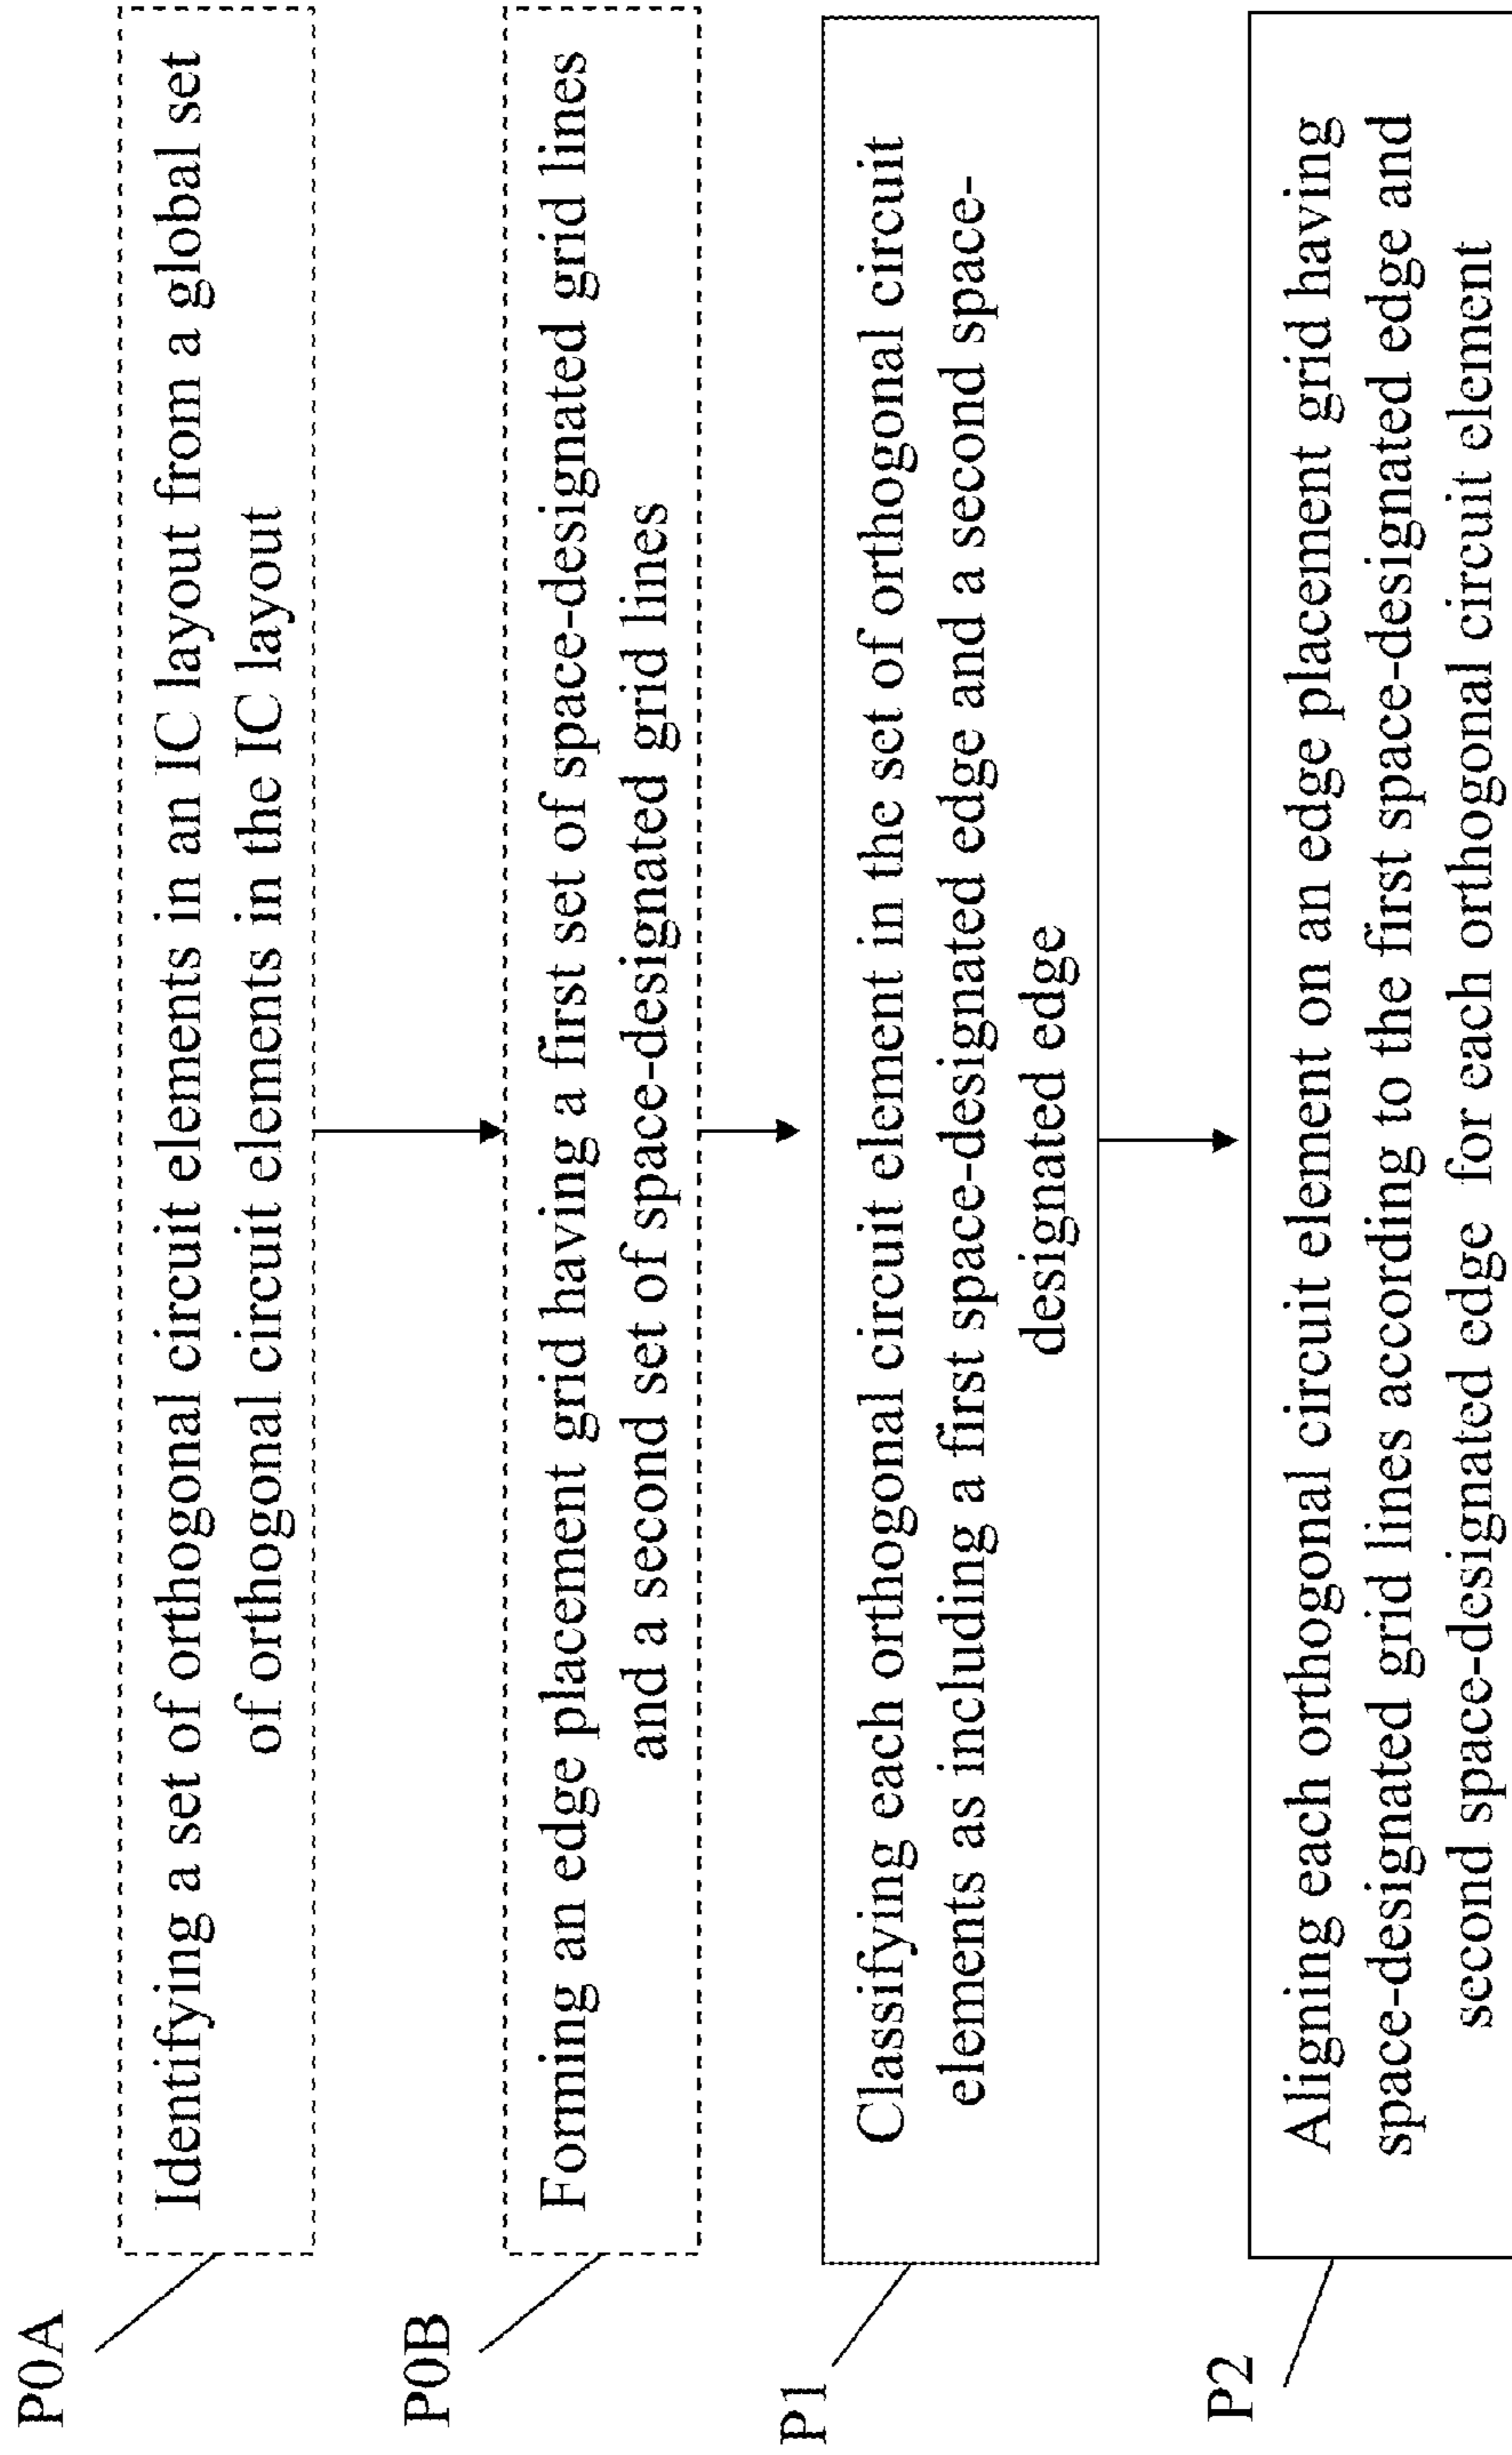 P0A
Identifying a set of orthogonal circuit elements in an IC layout from a global set
of orthogonal circuit elements in the IC layout
P0B
Forming an edge placement grid having a first set of space-designated grid lines
and a second set of space-designated grid lines
P1
Classifying each orthogonal circuit element in the set of orthogonal circuit
elements as including a first space-designated edge and a second space-
designated edge
P2
Aligning each orthogonal circuit element on an edge placement grid having
space-designated grid lines according to the first space-designated edge and
second space-designated edge for each orthogonal circuit element